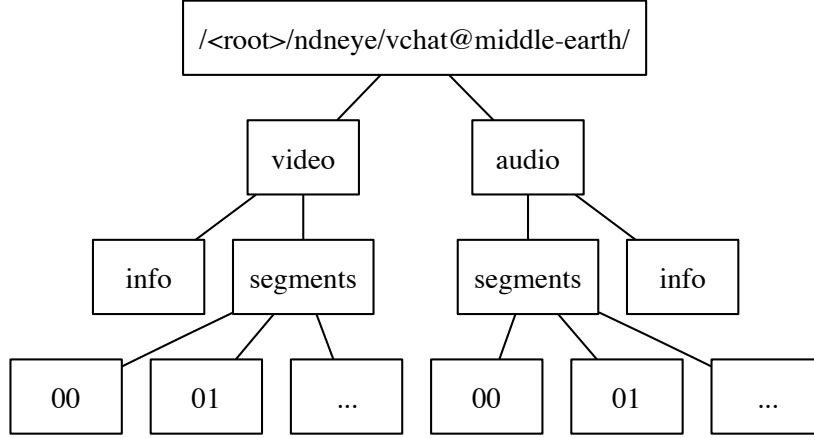 /<root>/ndneye/vchat@middle-earth/
video
audio
info
segments
segments
info
00
01
...
00
01
...